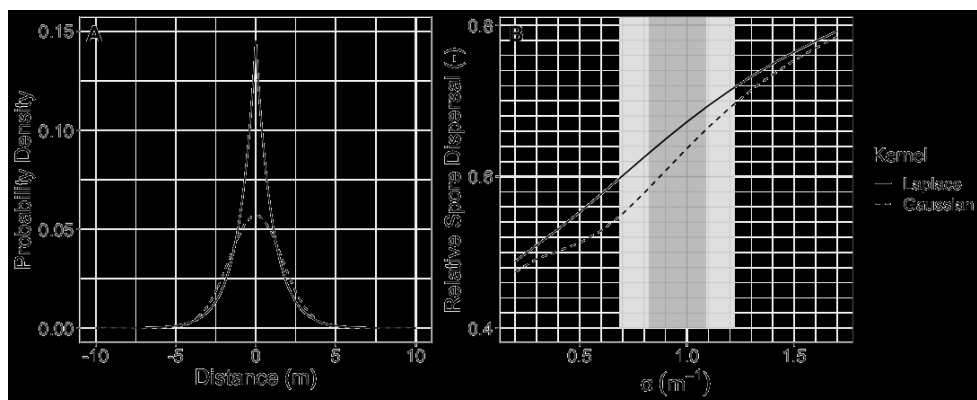 A
Probability Density
0.15
0.10
0.05
0.00
-10
-5
0
5
10
Distance (m)
B
Relative Spore Dispersal (-)
0.8
0.6
0.4
0.5
1.0
1.5
α (m⁻¹)
Kernel
Laplace
Gaussian